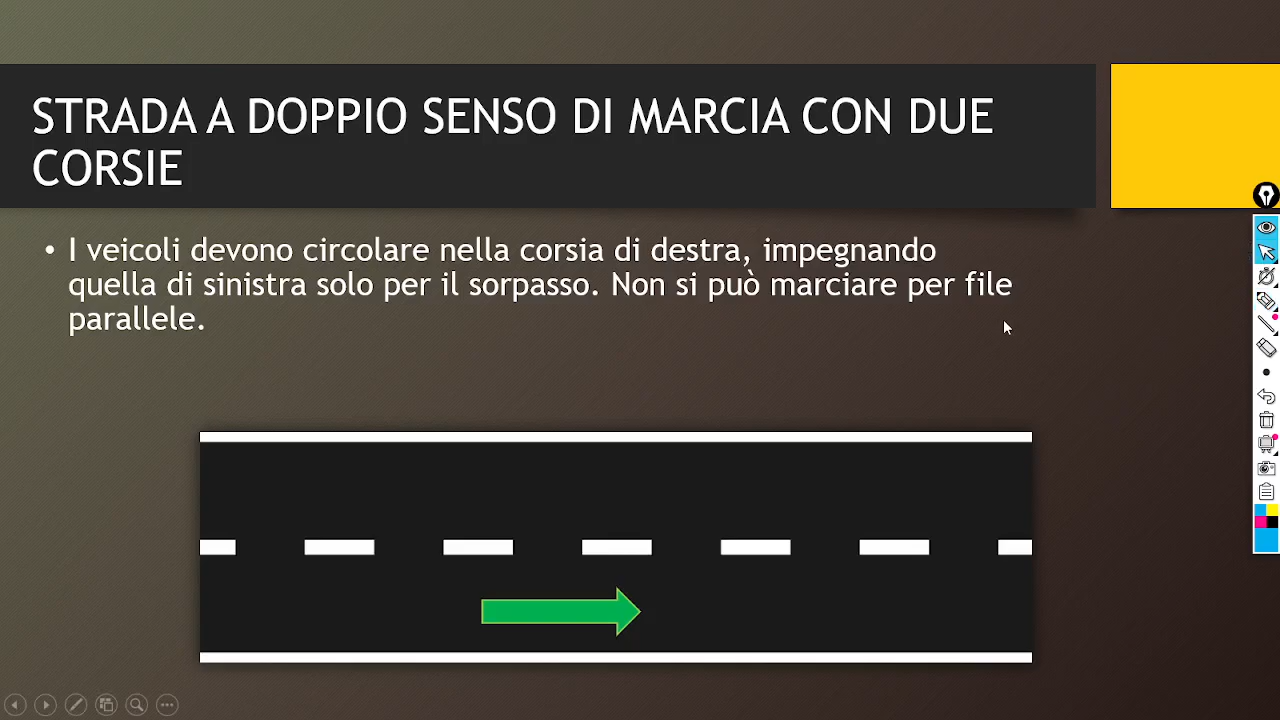 STRADA A DOPPIO SENSO DI MARCIA CON DUE
CORSIE
• I veicoli devono circolare nella corsia di destra, impegnando
quella di sinistra solo per il sorpasso. Non si può marciare per file
parallele.